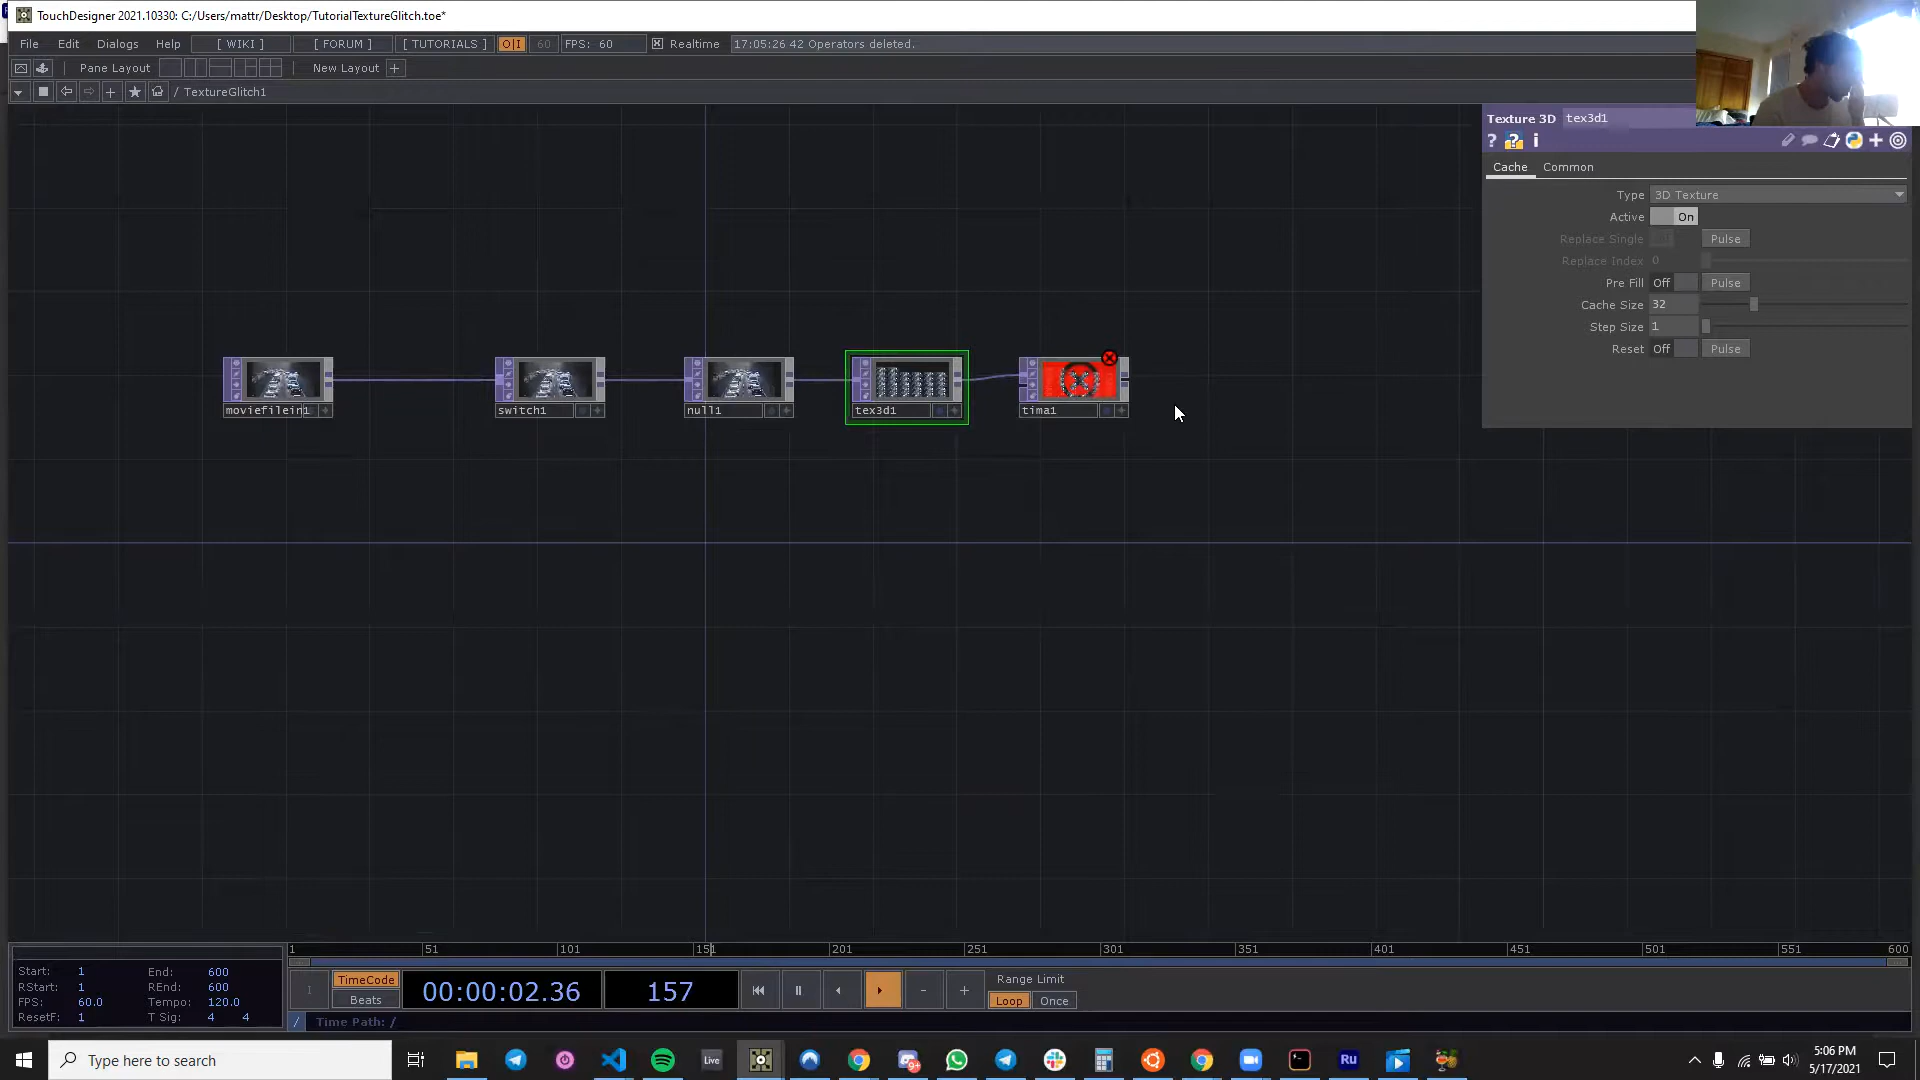 TouchDesigner 2021.10330: C:/Users/mattr/Desktop/TutorialTextureGlitch.toe*
File Edit Dialogs Help [ WIKI ] [ FORUM ] [ TUTORIALS ] O|I 60 FPS: 60 Realtime 17:05:26 42 Operators deleted.
Pane Layout New Layout +
/ TextureGlitch1
Texture 3D tex3d1
Cache Common
Type 3D Texture
Active On
Replace Single Pulse
Replace Index 0
Pre Fill Off Pulse
Cache Size 32
Step Size 1
Reset Off Pulse
moviefilein1 switch1 null1 tex3d1 tima1
1 51 101 151 201 251 301 351 401 451 501 551 600
Start: 1 End: 600
RStart: 1 REnd: 600
FPS: 60.0 Tempo: 120.0
ResetF: 1 T Sig: 4 4
TimeCode
Beats
00:00:02.36 157
Range Limit
Loop Once
/ Time Path: /
Type here to search
Live
9+
Ru
5:06 PM
5/17/2021